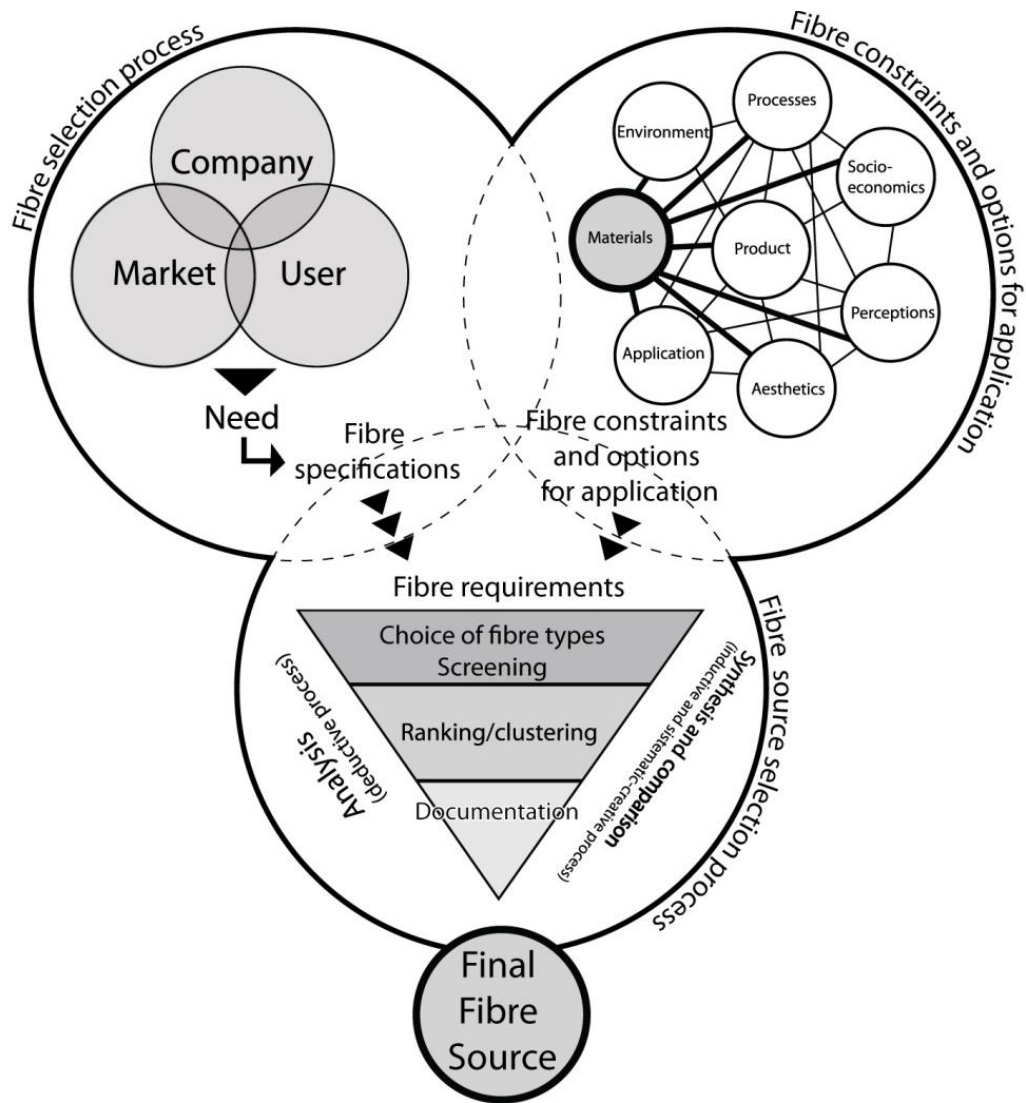 Fibre selection process
Company
Market
User
Need
Fibre
specifications
Fibre constraints and options for application
Processes
Environment
Socio-
economics
Materials
Product
Perceptions
Application
Aesthetics
Fibre constraints
and options
for application
Fibre requirements
Choice of fibre types
Screening
Ranking/clustering
Documentation
Analysis
(deductive process)
Synthesis and comparison
(inductive and sistematic-creative process)
Fibre source selection process
Final
Fibre
Source